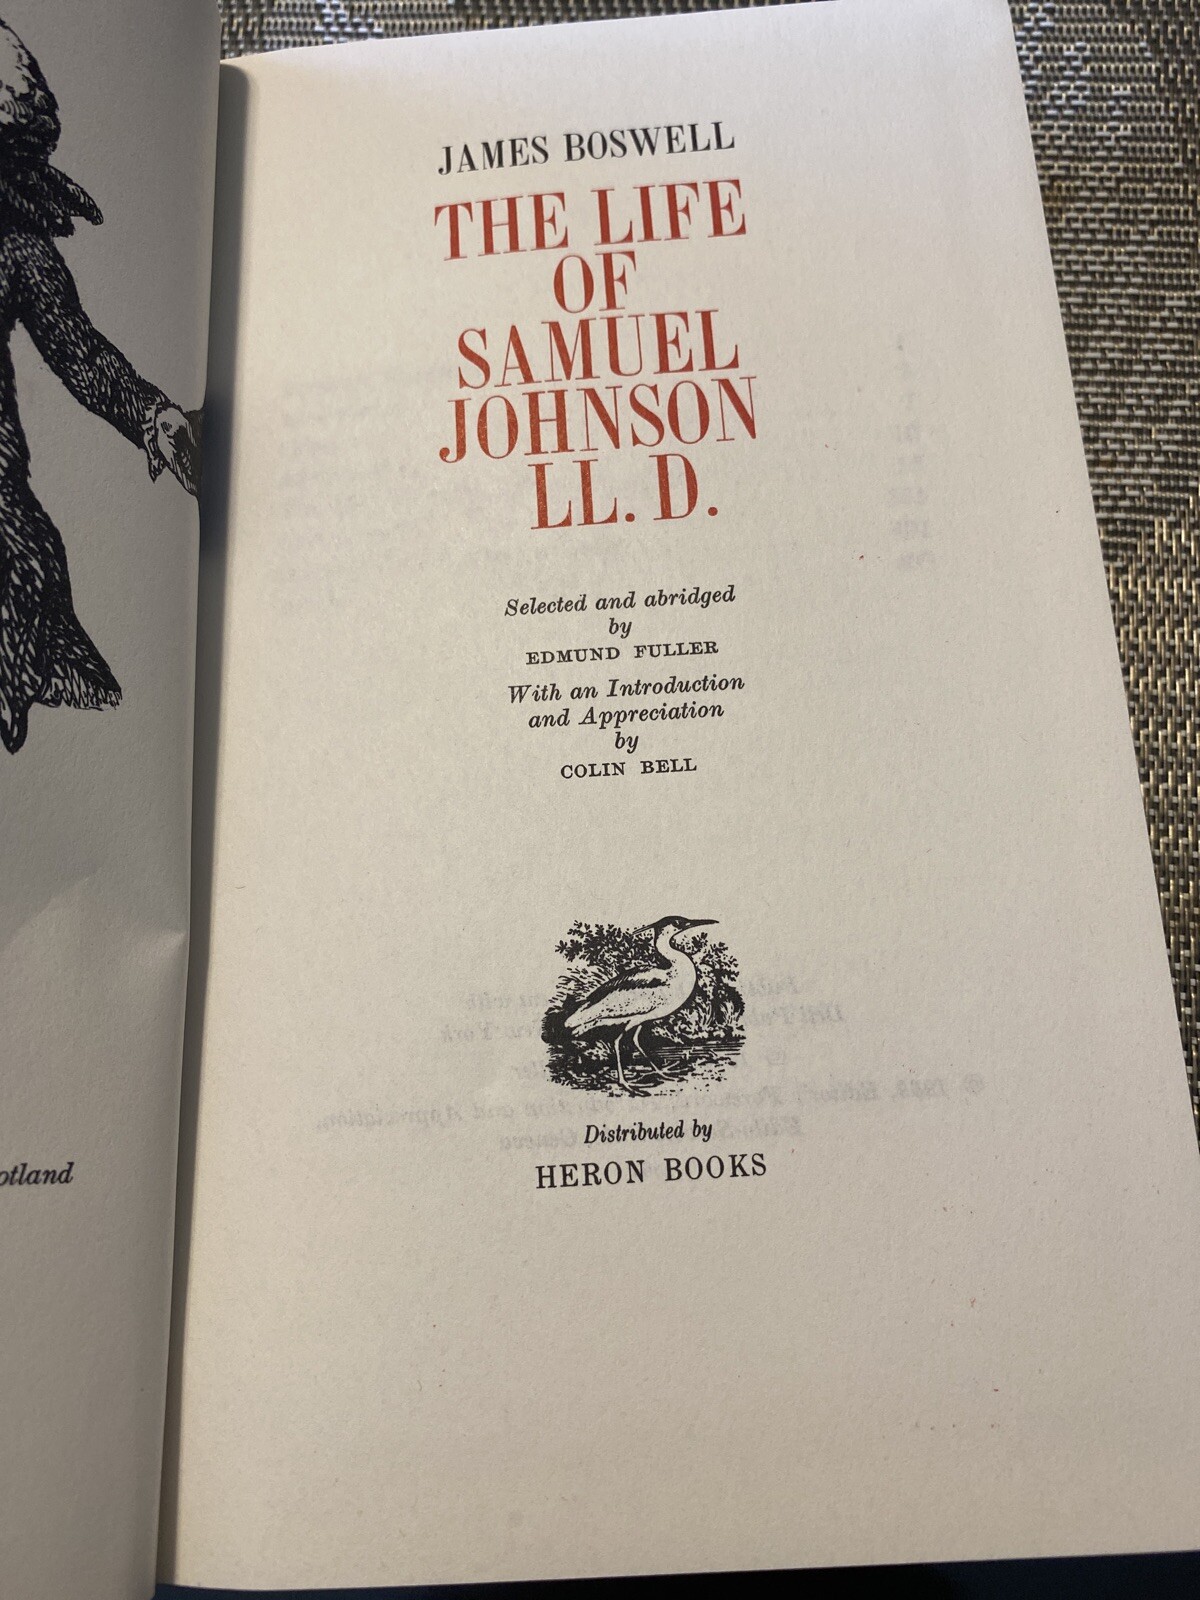 JAMES BOSWELL
THE LIFE
OF
SAMUEL
JOHNSON
LL. D.
Selected and abridged
by
EDMUND FULLER
With an Introduction
and Appreciation
by
COLIN BELL
Distributed by
HERON BOOKS
otland